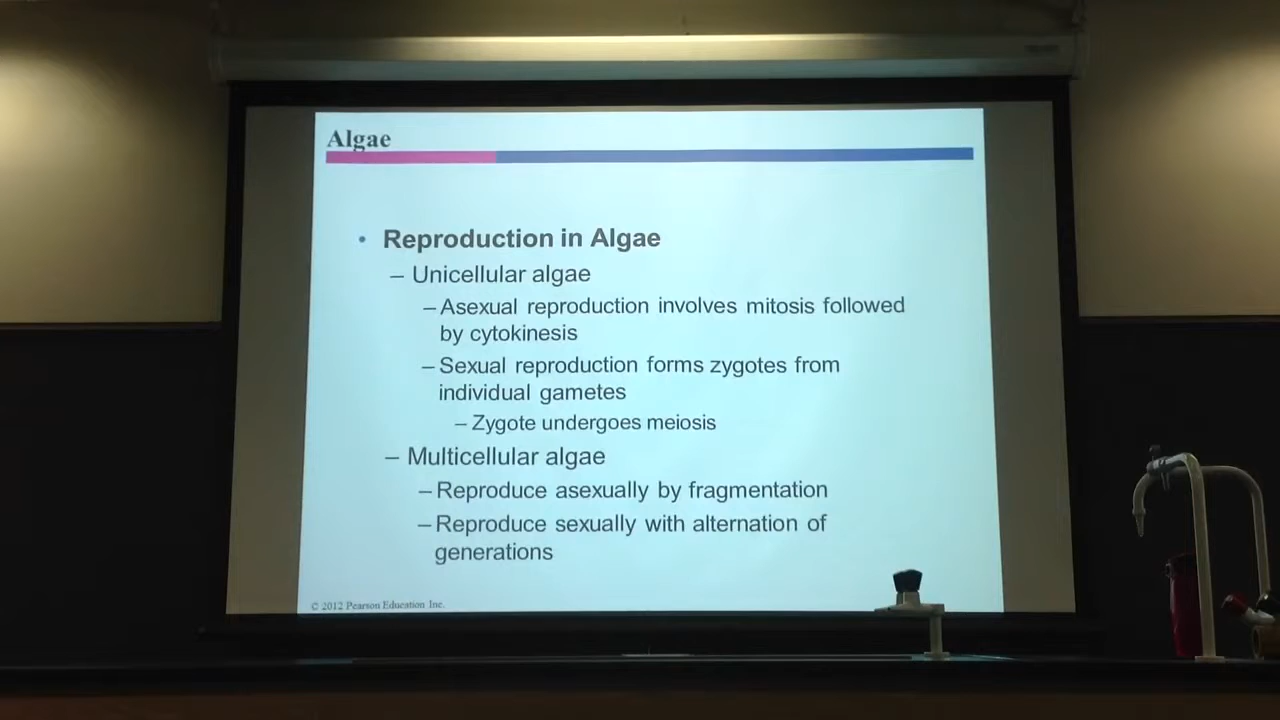 Algae
• Reproduction in Algae
– Unicellular algae
– Asexual reproduction involves mitosis followed
by cytokinesis
– Sexual reproduction forms zygotes from
individual gametes
– Zygote undergoes meiosis
– Multicellular algae
– Reproduce asexually by fragmentation
– Reproduce sexually with alternation of
generations
© 2012 Pearson Education Inc.